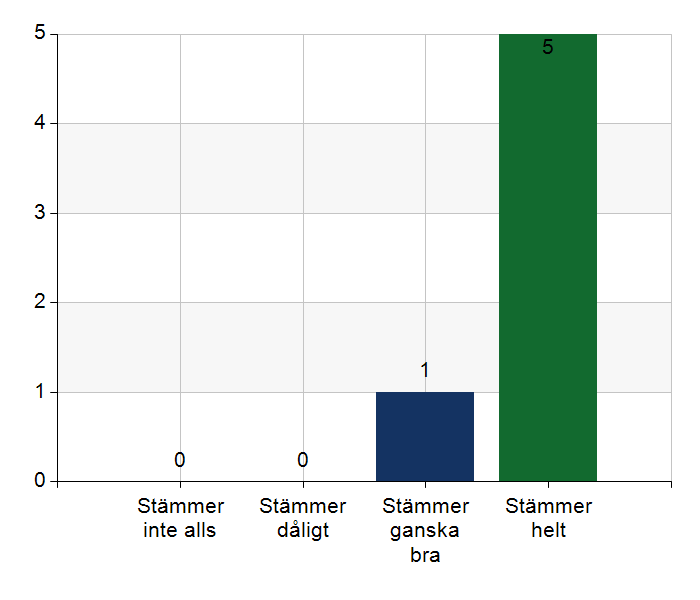 5
5
4
3
2
1
1
0
0
0
Stämmer
inte alls
Stämmer
dåligt
Stämmer
ganska
bra
Stämmer
helt